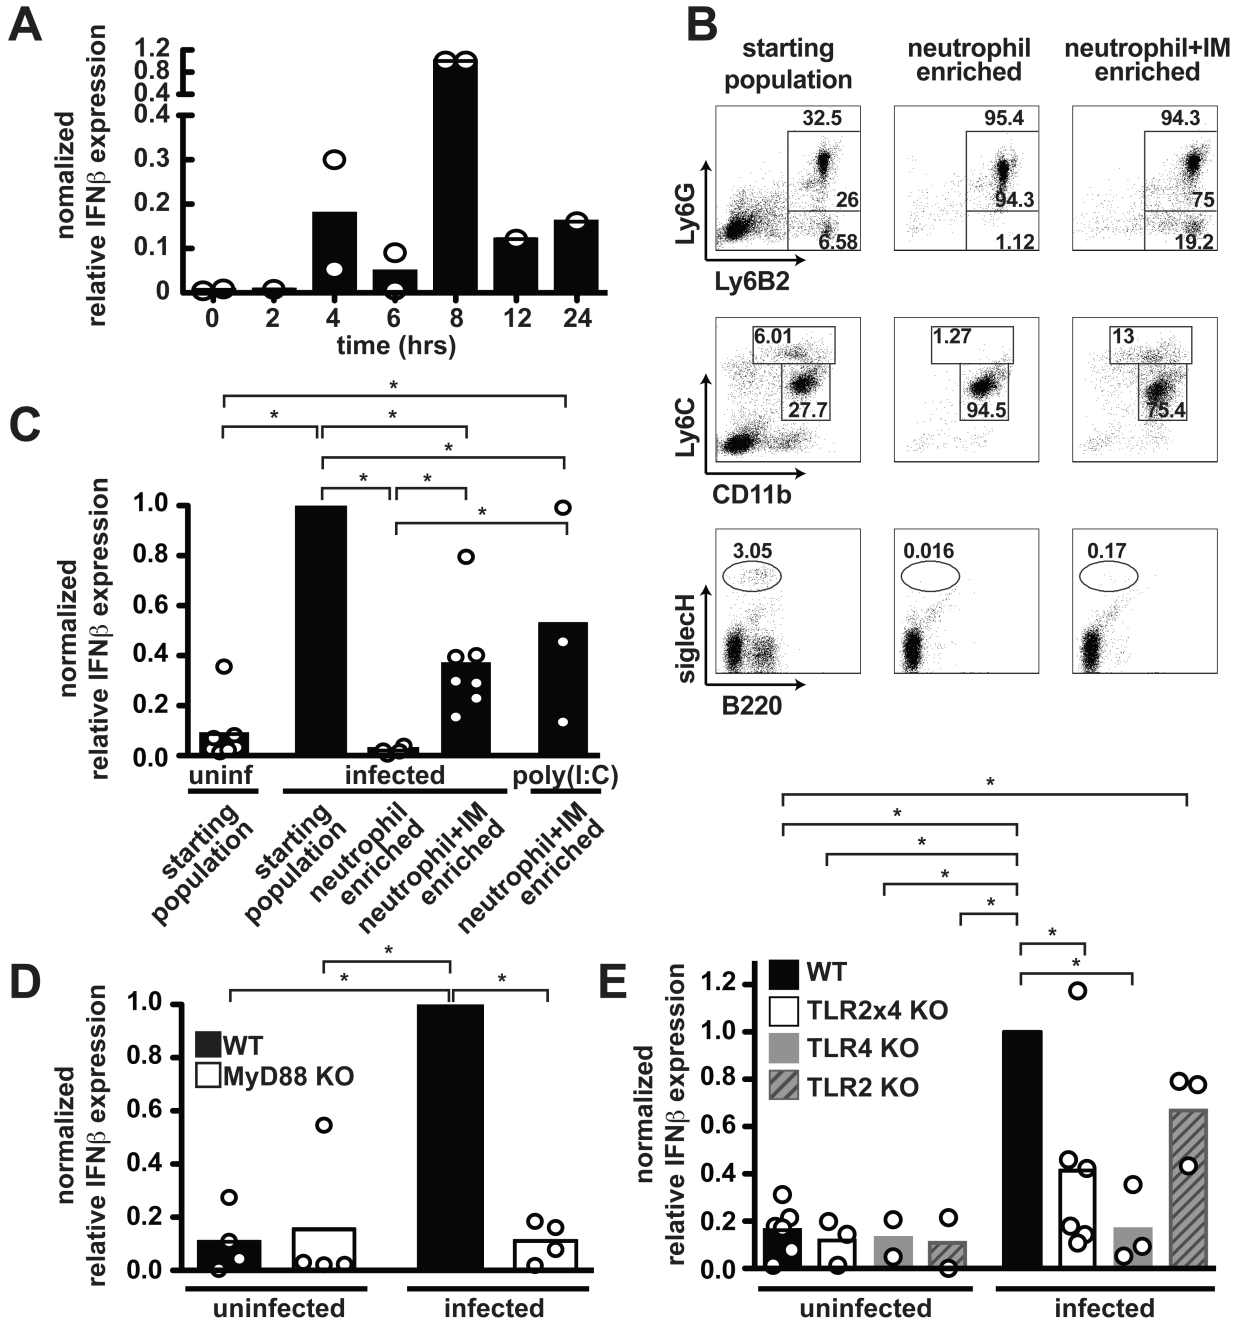 A
nomalized
relative IFNβ expression
1.2
0.8
0.4
0.4
0.3
0.2
0.1
0
0 2 4 6 8 12 24
time (hrs)
B
starting
population
neutrophil
enriched
neutrophil+IM
enriched
32.5
26
6.58
95.4
94.3
1.12
94.3
75
19.2
Ly6G
Ly6B2
6.01
27.7
1.27
94.5
13
75.4
Ly6C
CD11b
3.05
0.016
0.17
siglecH
B220
C
nomalized
relative IFNβ expression
1.0
0.8
0.6
0.4
0.2
0.0
* * * * * * *
uninf infected poly(I:C)
starting
population
starting
population
neutrophil
enriched
neutrophil+IM
enriched
neutrophil+IM
enriched
D
nomalized
relative IFNβ expression
1.0
0.8
0.6
0.4
0.2
0.0
* * *
WT
MyD88 KO
uninfected infected
E
nomalized
relative IFNβ expression
1.2
1.0
0.8
0.6
0.4
0.2
0.0
* * * * * * *
WT
TLR2x4 KO
TLR4 KO
TLR2 KO
uninfected infected